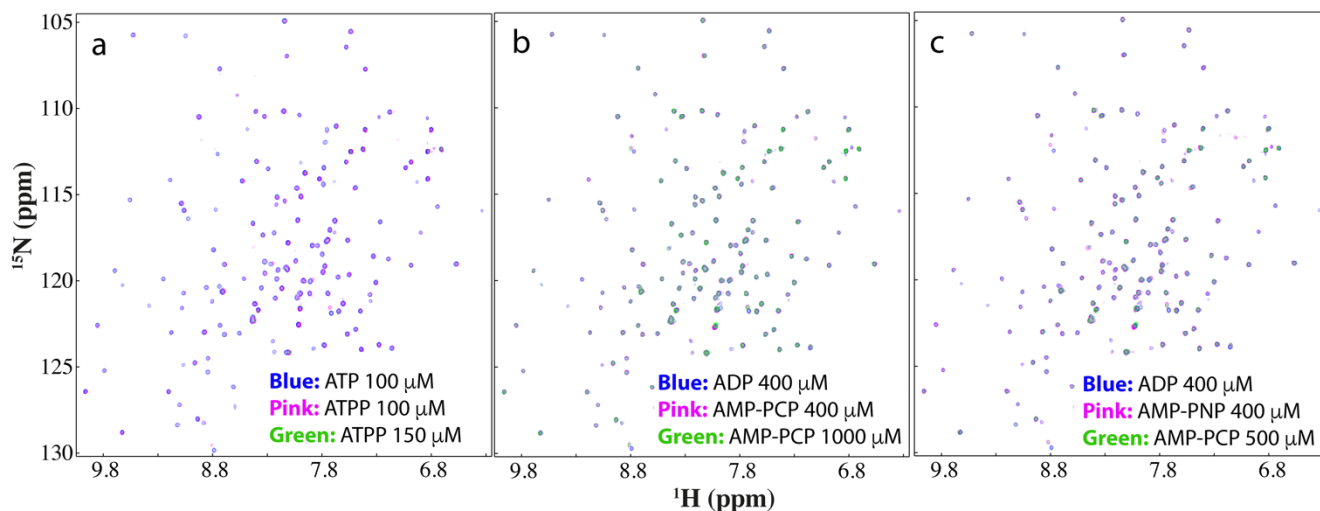 a
b
c
105
110
115
120
125
130
¹⁵N (ppm)
Blue: ATP 100 μM
Pink: ATPP 100 μM
Green: ATPP 150 μM
Blue: ADP 400 μM
Pink: AMP-PCP 400 μM
Green: AMP-PCP 1000 μM
Blue: ADP 400 μM
Pink: AMP-PNP 400 μM
Green: AMP-PCP 500 μM
9.8 8.8 7.8 6.8
9.8 8.8 7.8 6.8
9.8 8.8 7.8 6.8
¹H (ppm)